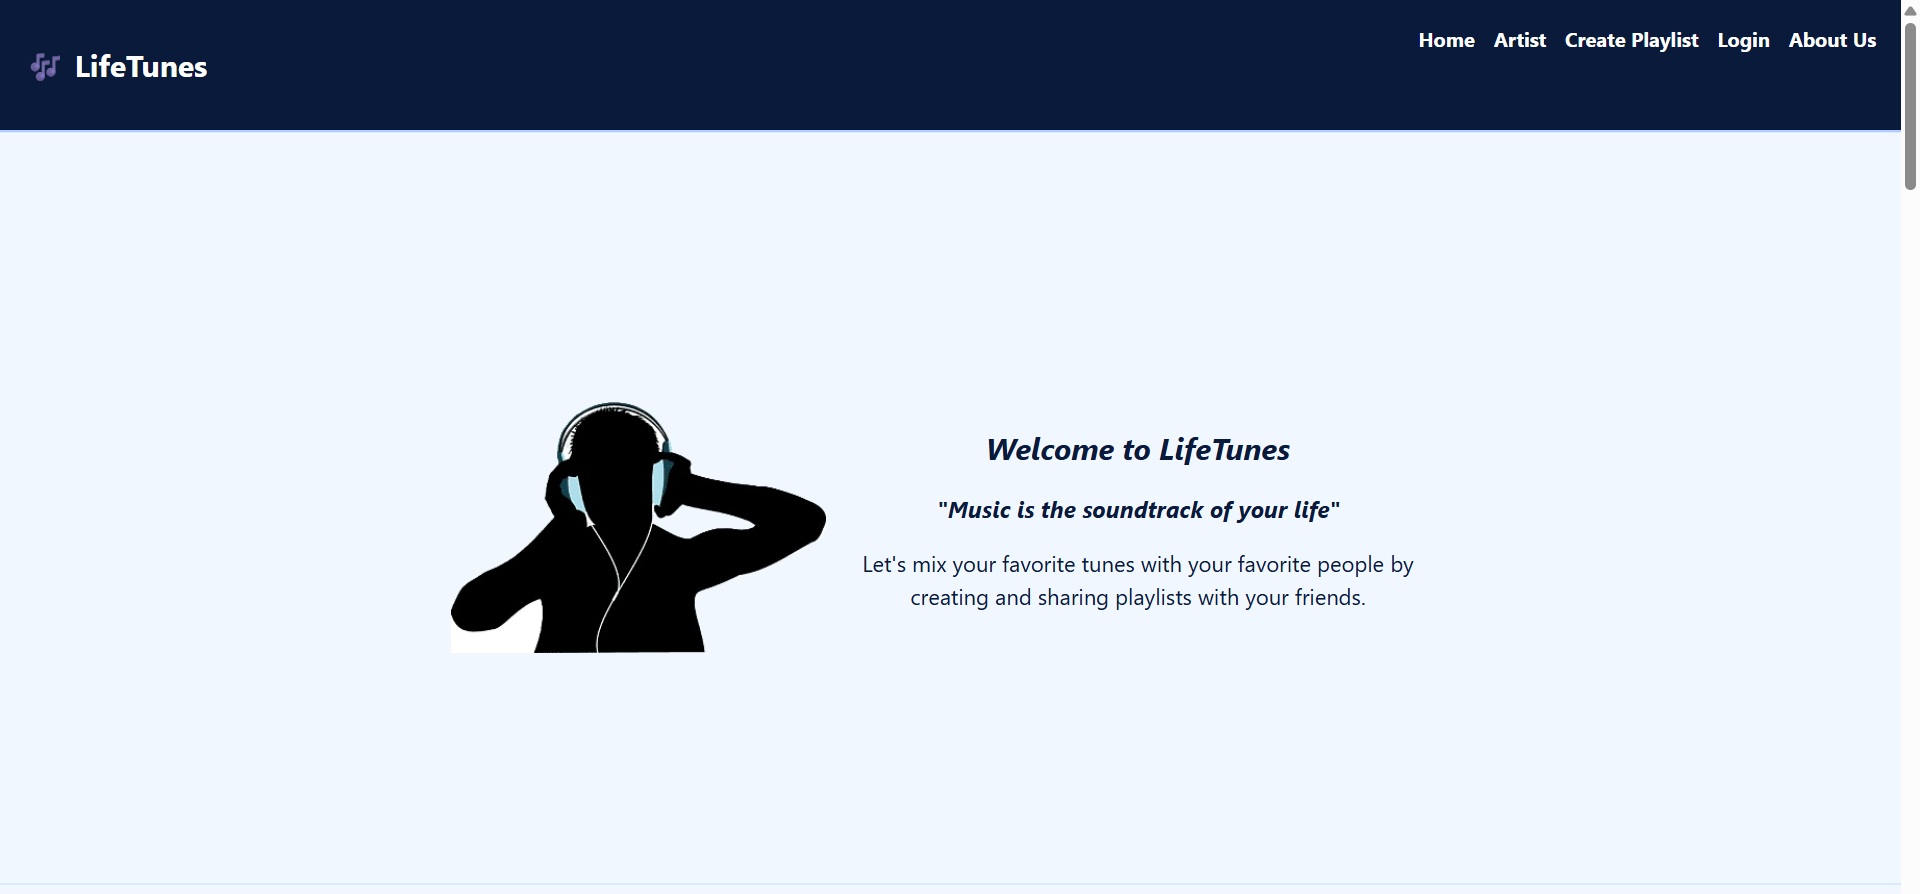 🎶 LifeTunes
Home Artist Create Playlist Login About Us
Welcome to LifeTunes
"Music is the soundtrack of your life"
Let's mix your favorite tunes with your favorite people by
creating and sharing playlists with your friends.